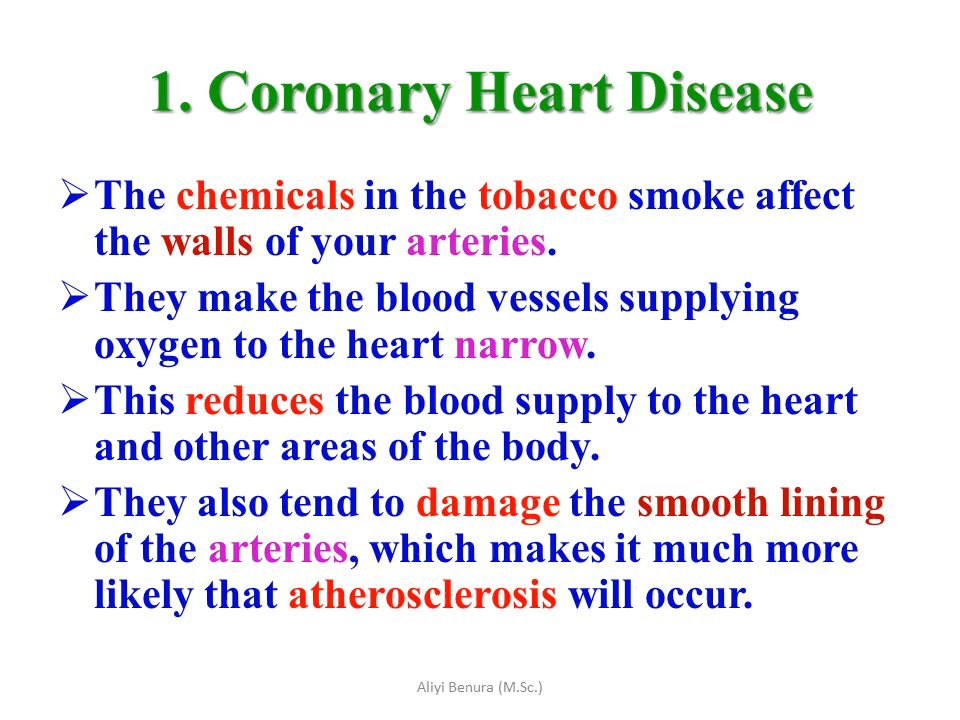 1. Coronary Heart Disease
➢The chemicals in the tobacco smoke affect
the walls of your arteries.
➢They make the blood vessels supplying
oxygen to the heart narrow.
➢This reduces the blood supply to the heart
and other areas of the body.
➢They also tend to damage the smooth lining
of the arteries, which makes it much more
likely that atherosclerosis will occur.
Aliyi Benura (M.Sc.)